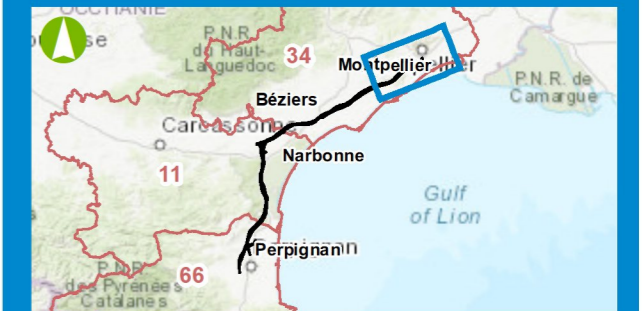 OCCITANIE
P.N.R.
du Haut-
Languedoc
34
Montpellier
P.N.R. de
Camargue
Béziers
Carcassonne
Narbonne
11
Gulf
of Lion
Perpignan
P.N.R.
des Pyrénées
Catalanes
66